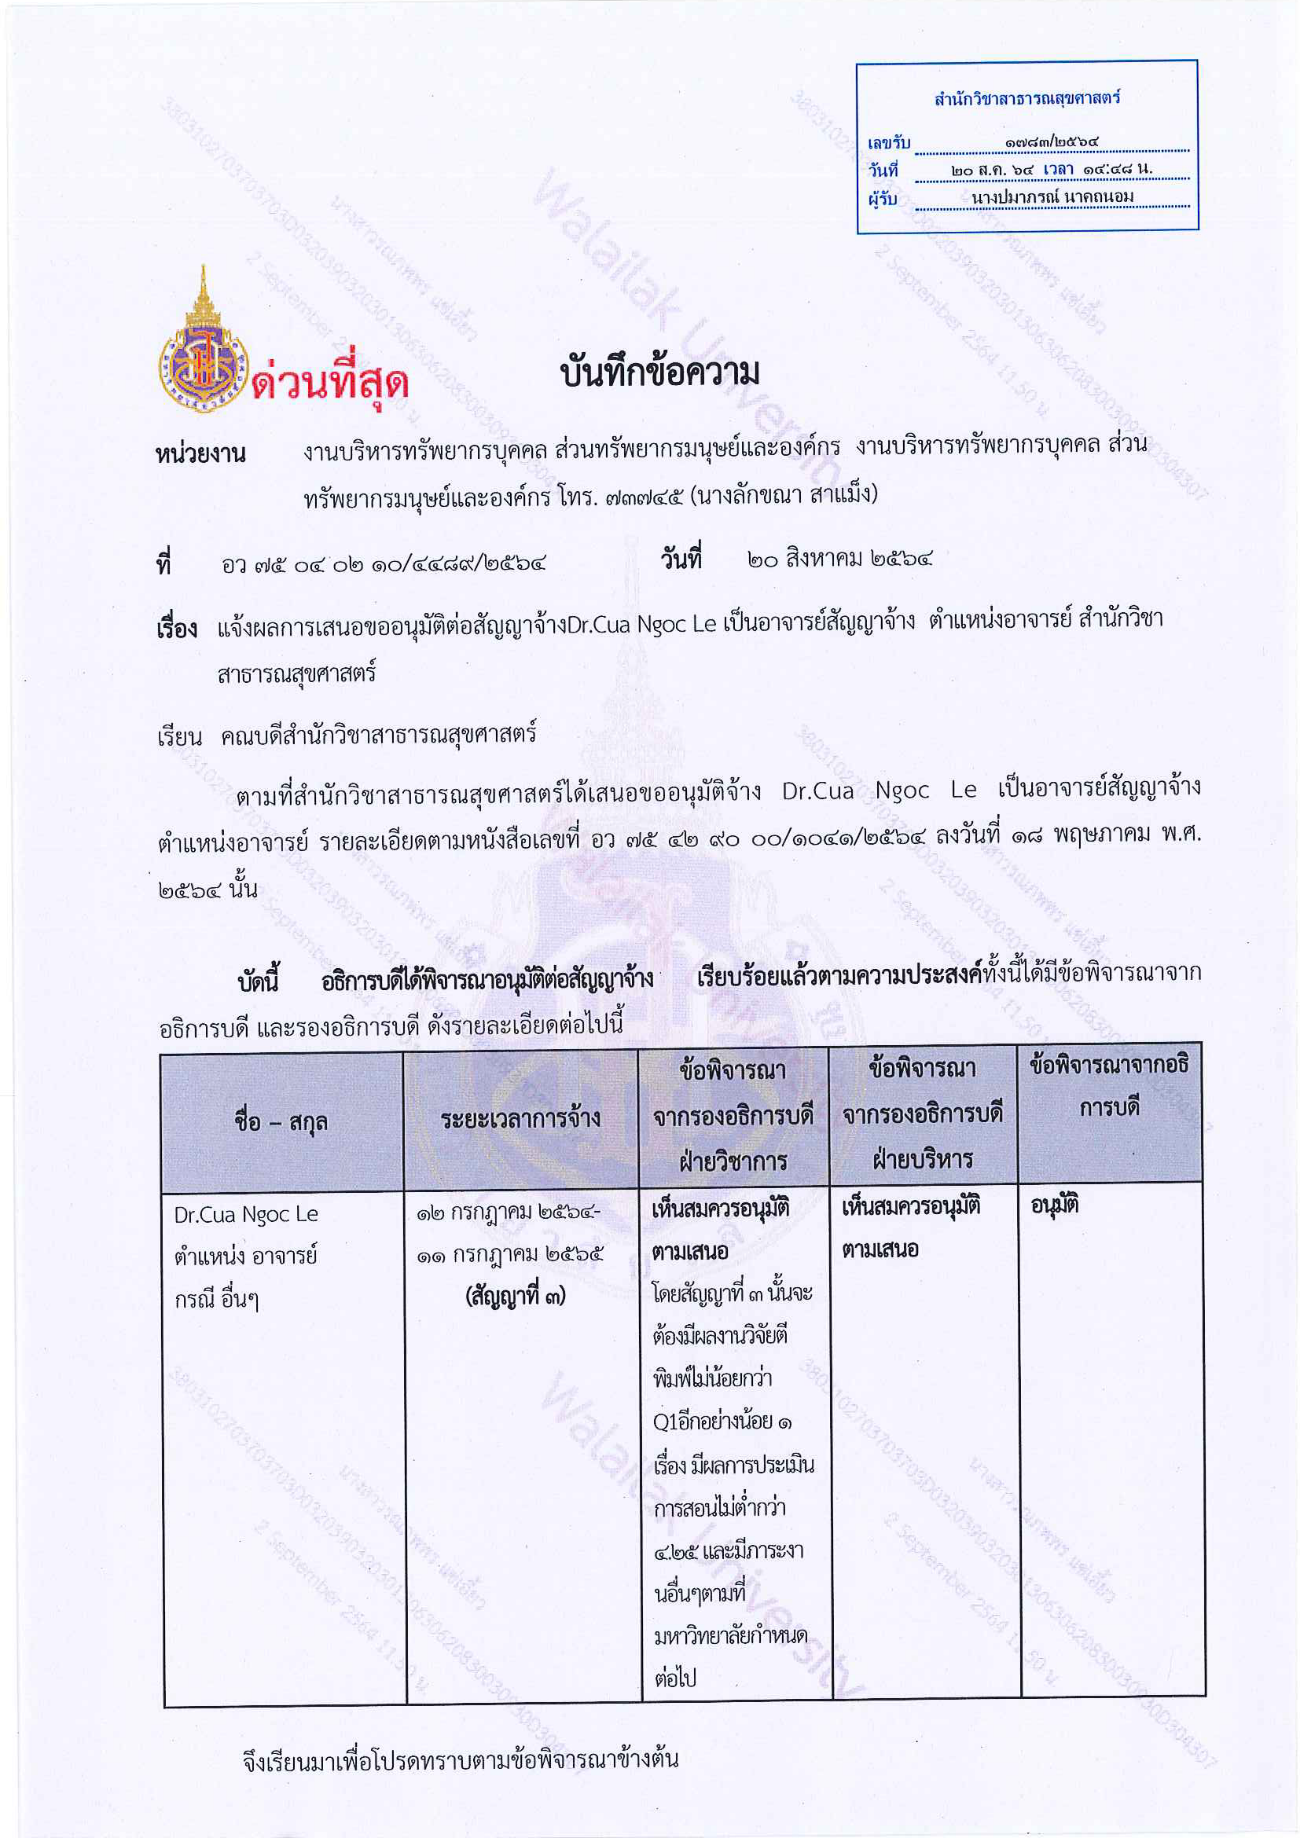 สำนักวิชาสาธารณสุขศาสตร์
เลขรับ ๑๗๘๓/๒๕๖๔
วันที่ ๒๐ ส.ค. ๖๔ เวลา ๑๔:๔๘ น.
ผู้รับ นางปมาภรณ์ นาคถนอม
ด่วนที่สุด
บันทึกข้อความ
หน่วยงาน งานบริหารทรัพยากรบุคคล ส่วนทรัพยากรมนุษย์และองค์กร งานบริหารทรัพยากรบุคคล ส่วน
ทรัพยากรมนุษย์และองค์กร โทร. ๗๓๗๔๕ (นางลักขณา สาแม็ง)
ที่ อว ๗๕ ๐๔ ๐๒ ๑๐/๔๔๘๙/๒๕๖๔ วันที่ ๒๐ สิงหาคม ๒๕๖๔
เรื่อง แจ้งผลการเสนอขออนุมัติต่อสัญญาจ้างDr.Cua Ngoc Le เป็นอาจารย์สัญญาจ้าง ตำแหน่งอาจารย์ สำนักวิชา
สาธารณสุขศาสตร์
เรียน คณบดีสำนักวิชาสาธารณสุขศาสตร์
ตามที่สำนักวิชาสาธารณสุขศาสตร์ได้เสนอขออนุมัติจ้าง Dr.Cua Ngoc Le เป็นอาจารย์สัญญาจ้าง
ตำแหน่งอาจารย์ รายละเอียดตามหนังสือเลขที่ อว ๗๕ ๔๒ ๙๐ ๐๐/๑๐๔๑/๒๕๖๔ ลงวันที่ ๑๘ พฤษภาคม พ.ศ.
๒๕๖๔ นั้น
บัดนี้ อธิการบดีได้พิจารณาอนุมัติต่อสัญญาจ้าง เรียบร้อยแล้วตามความประสงค์ทั้งนี้ได้มีข้อพิจารณาจาก
อธิการบดี และรองอธิการบดี ดังรายละเอียดต่อไปนี้
ชื่อ – สกุล
ระยะเวลาการจ้าง
ข้อพิจารณา
จากรองอธิการบดี
ฝ่ายวิชาการ
ข้อพิจารณา
จากรองอธิการบดี
ฝ่ายบริหาร
ข้อพิจารณาจากอธิ
การบดี
Dr.Cua Ngoc Le
ตำแหน่ง อาจารย์
กรณี อื่นๆ
๑๒ กรกฎาคม ๒๕๖๔-
๑๑ กรกฎาคม ๒๕๖๕
(สัญญาที่ ๓)
เห็นสมควรอนุมัติ
ตามเสนอ
โดยสัญญาที่ ๓ นั้นจะ
ต้องมีผลงานวิจัยตี
พิมพ์ไม่น้อยกว่า
Q1อีกอย่างน้อย ๑
เรื่อง มีผลการประเมิน
การสอนไม่ต่ำกว่า
๔.๒๕ และมีภาระงา
นอื่นๆตามที่
มหาวิทยาลัยกำหนด
ต่อไป
เห็นสมควรอนุมัติ
ตามเสนอ
อนุมัติ
จึงเรียนมาเพื่อโปรดทราบตามข้อพิจารณาข้างต้น
Walailak University
2 September 2564 11.50 น.